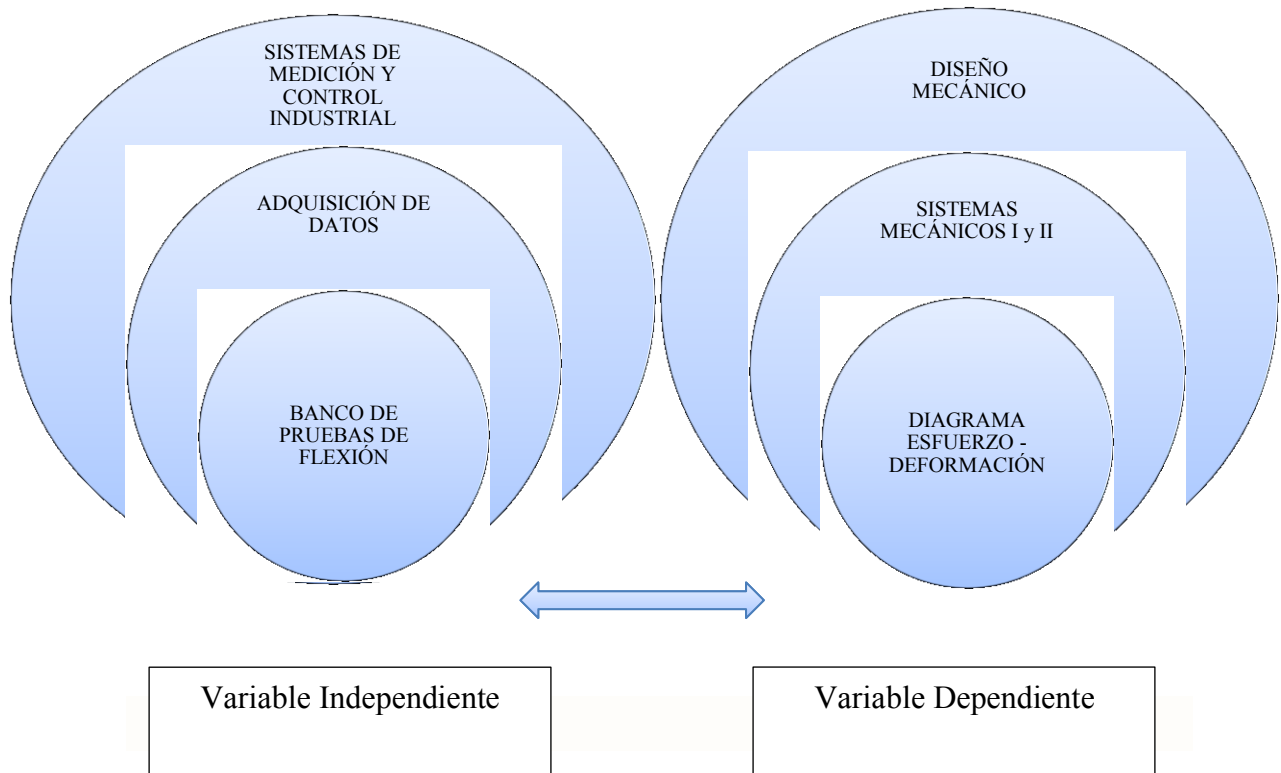 SISTEMAS DE
MEDICIÓN Y
CONTROL
INDUSTRIAL
ADQUISICIÓN DE
DATOS
BANCO DE
PRUEBAS DE
FLEXIÓN
DISEÑO
MECÁNICO
SISTEMAS
MECÁNICOS I y II
DIAGRAMA
ESFUERZO -
DEFORMACIÓN
Variable Independiente
Variable Dependiente